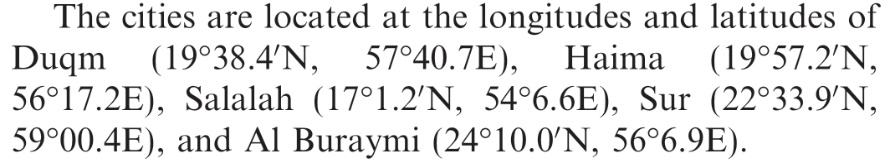 The cities are located at the longitudes and latitudes of
Duqm (19°38.4′N, 57°40.7E), Haima (19°57.2′N,
56°17.2E), Salalah (17°1.2′N, 54°6.6E), Sur (22°33.9′N,
59°00.4E), and Al Buraymi (24°10.0′N, 56°6.9E).